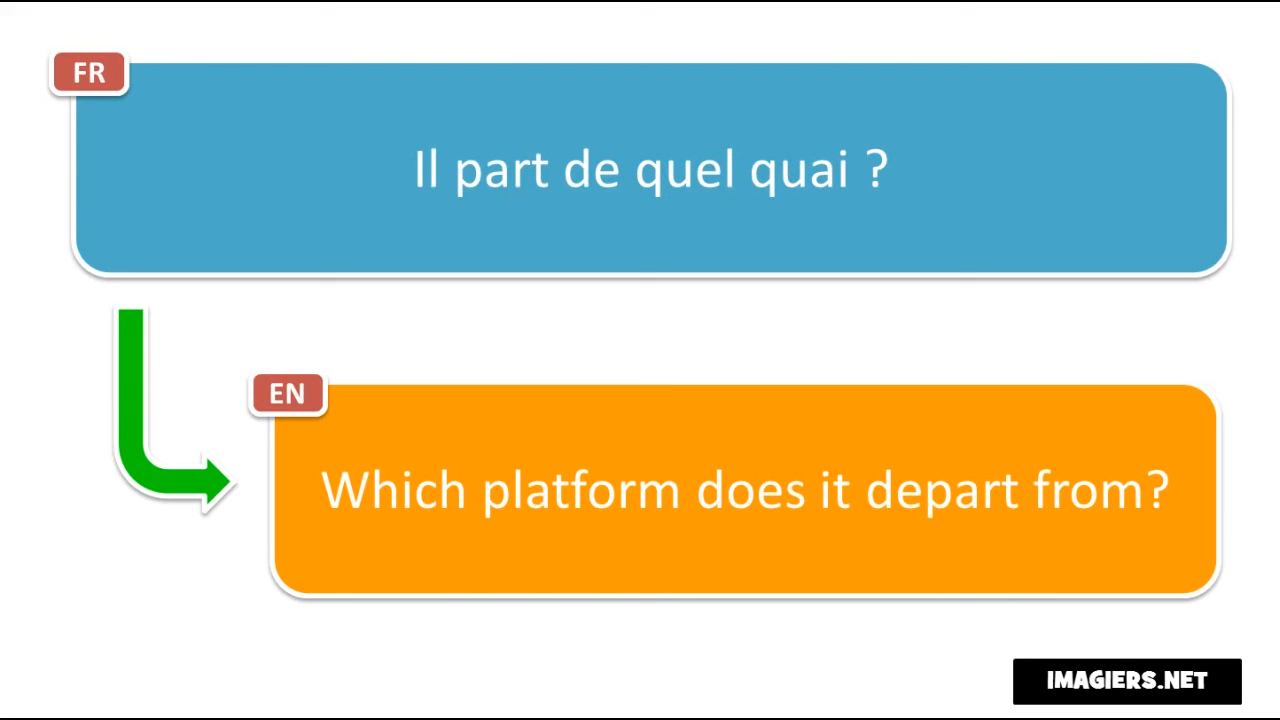 FR
Il part de quel quai ?
EN
Which platform does it depart from?
IMAGIERS.NET